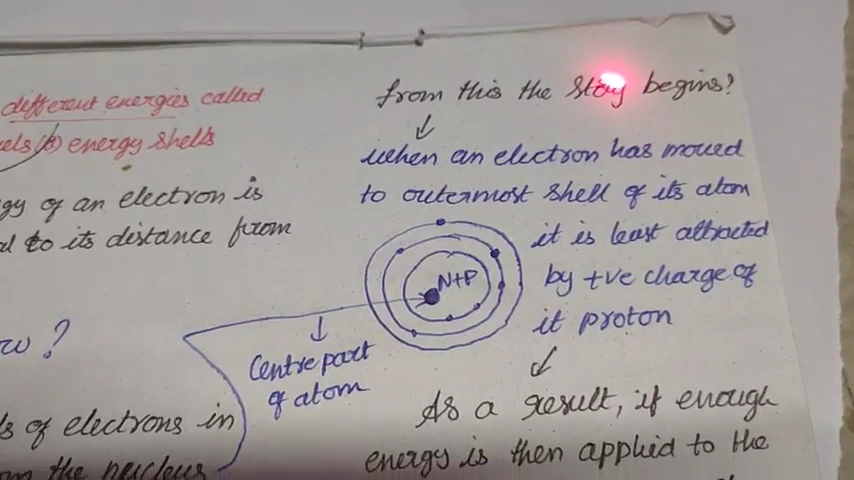 different energies called
energy shells
gy of an electron is
to its distance from
?
Centre part
of atom
s of electrons in
the nucleus
from this the story begins?
when an electron has moved
to outermost shell of its atom
it is least attracted
by +ve charge of
it proton
N+P
As a result, if enough
energy is then applied to the